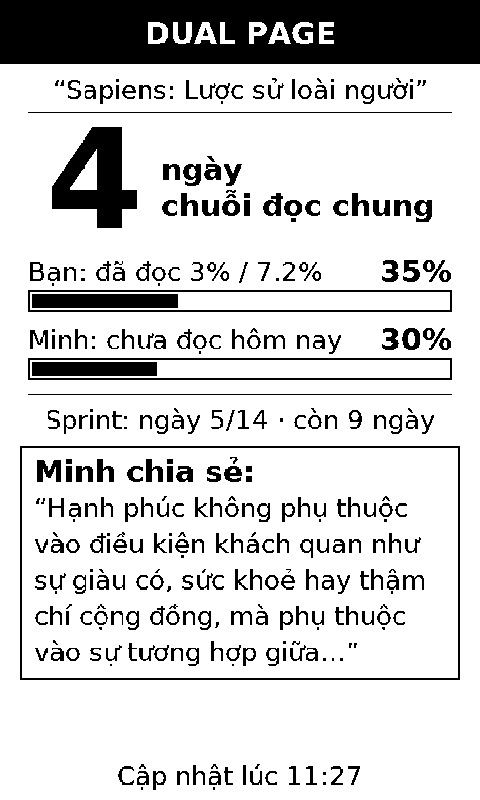 DUAL PAGE
“Sapiens: Lược sử loài người”
4 ngày
chuỗi đọc chung
Bạn: đã đọc 3% / 7.2% 35%
Minh: chưa đọc hôm nay 30%
Sprint: ngày 5/14 · còn 9 ngày
Minh chia sẻ:
“Hạnh phúc không phụ thuộc
vào điều kiện khách quan như
sự giàu có, sức khoẻ hay thậm
chí cộng đồng, mà phụ thuộc
vào sự tương hợp giữa…”
Cập nhật lúc 11:27